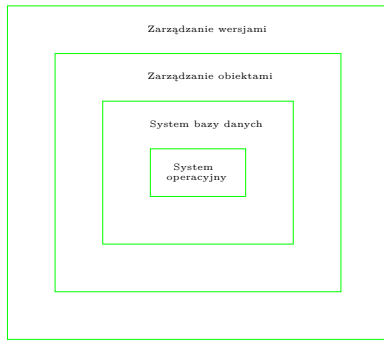 Zarządzanie wersjami
Zarządzanie obiektami
System bazy danych
System
operacyjny